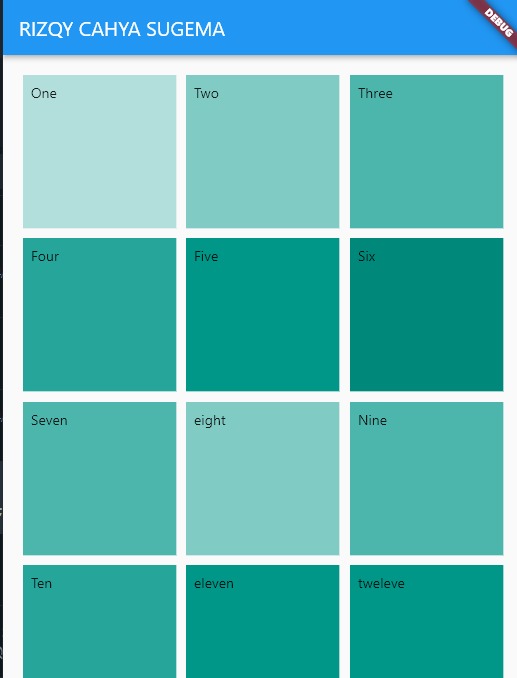 RIZQY CAHYA SUGEMA
DEBUG
One
Two
Three
Four
Five
Six
Seven
eight
Nine
Ten
eleven
tweleve